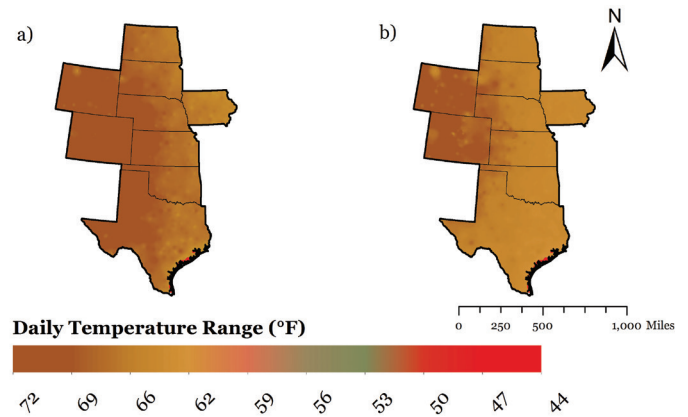 a)
b)
N
0 250 500 1,000 Miles
Daily Temperature Range (°F)
72 69 66 62 59 56 53 50 47 44